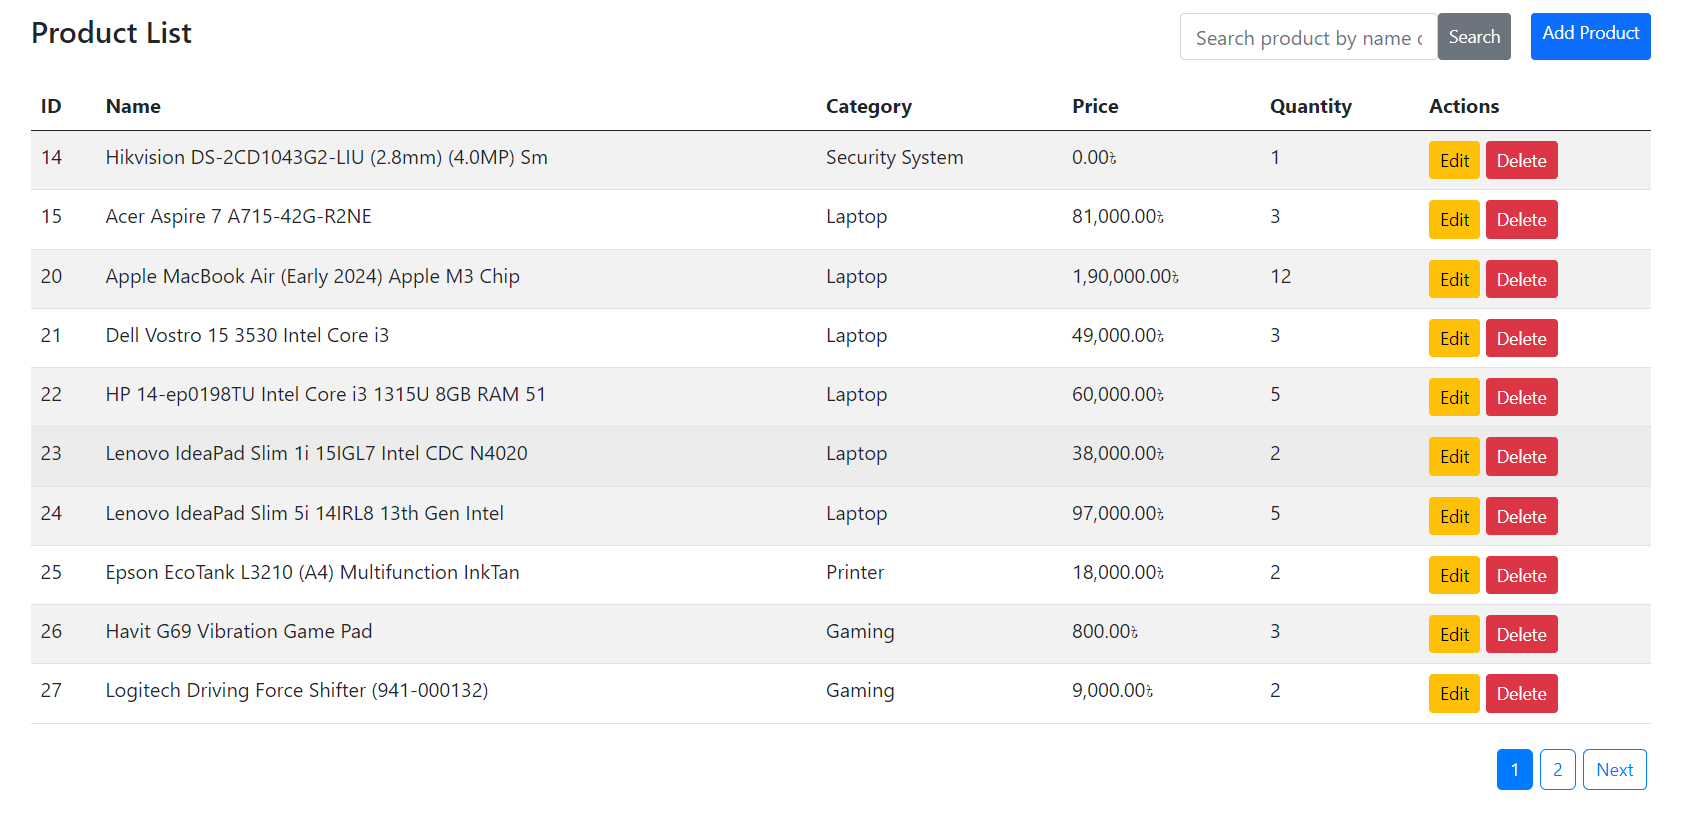 Product List
Search product by name c Search Add Product
ID Name Category Price Quantity Actions
14 Hikvision DS-2CD1043G2-LIU (2.8mm) (4.0MP) Sm Security System 0.00৳ 1 Edit Delete
15 Acer Aspire 7 A715-42G-R2NE Laptop 81,000.00৳ 3 Edit Delete
20 Apple MacBook Air (Early 2024) Apple M3 Chip Laptop 1,90,000.00৳ 12 Edit Delete
21 Dell Vostro 15 3530 Intel Core i3 Laptop 49,000.00৳ 3 Edit Delete
22 HP 14-ep0198TU Intel Core i3 1315U 8GB RAM 51 Laptop 60,000.00৳ 5 Edit Delete
23 Lenovo IdeaPad Slim 1i 15IGL7 Intel CDC N4020 Laptop 38,000.00৳ 2 Edit Delete
24 Lenovo IdeaPad Slim 5i 14IRL8 13th Gen Intel Laptop 97,000.00৳ 5 Edit Delete
25 Epson EcoTank L3210 (A4) Multifunction InkTan Printer 18,000.00৳ 2 Edit Delete
26 Havit G69 Vibration Game Pad Gaming 800.00৳ 3 Edit Delete
27 Logitech Driving Force Shifter (941-000132) Gaming 9,000.00৳ 2 Edit Delete
1 2 Next